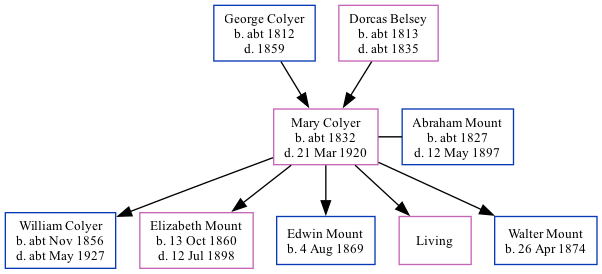 George Colyer
b. abt 1812
d. 1859
Dorcas Belsey
b. abt 1813
d. abt 1835
Mary Colyer
b. abt 1832
d. 21 Mar 1920
Abraham Mount
b. abt 1827
d. 12 May 1897
William Colyer
b. abt Nov 1856
d. abt May 1927
Elizabeth Mount
b. 13 Oct 1860
d. 12 Jul 1898
Edwin Mount
b. 4 Aug 1869
Living
Walter Mount
b. 26 Apr 1874